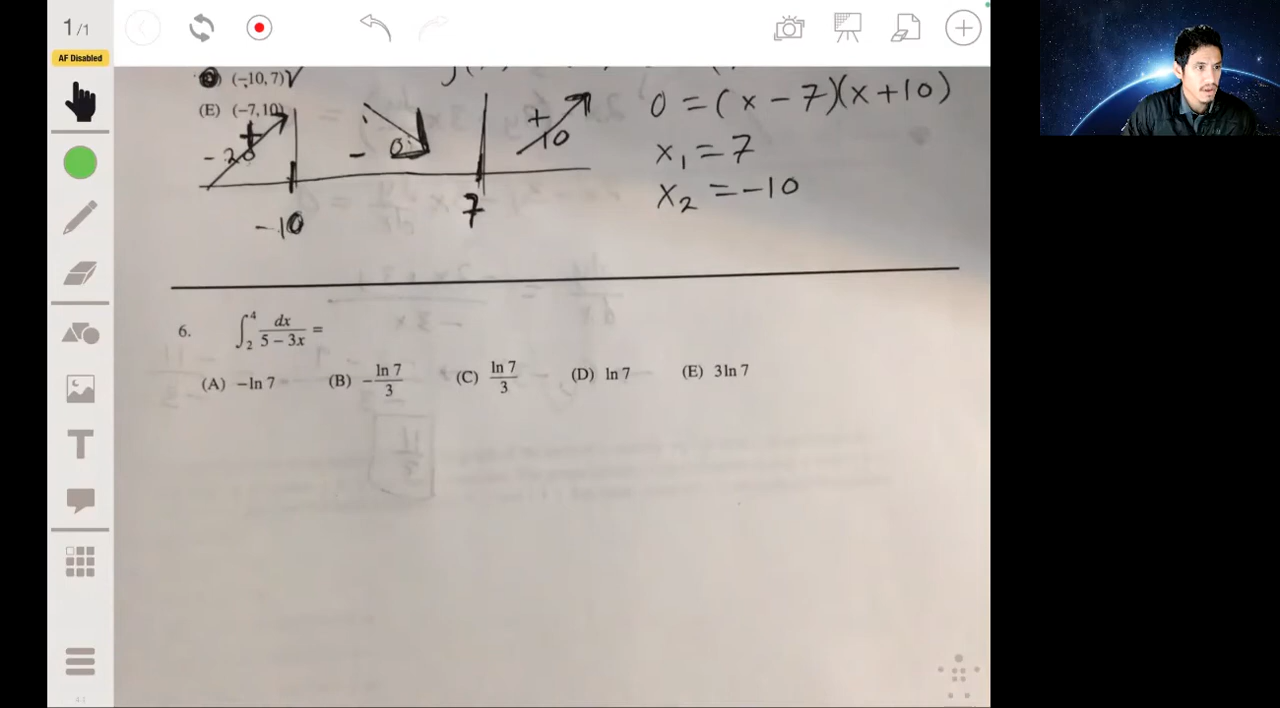 1/1
AF Disabled
(-10, 7)
(E) (-7, 10)
0 = (x - 7)(x + 10)
+
- 20
-
0
+
10
x₁ = 7
x₂ = -10
-10
7
6. ∫₂⁴ dx/(5 - 3x) =
(A) -ln 7 (B) -ln 7/3 (C) ln 7/3 (D) ln 7 (E) 3 ln 7
T